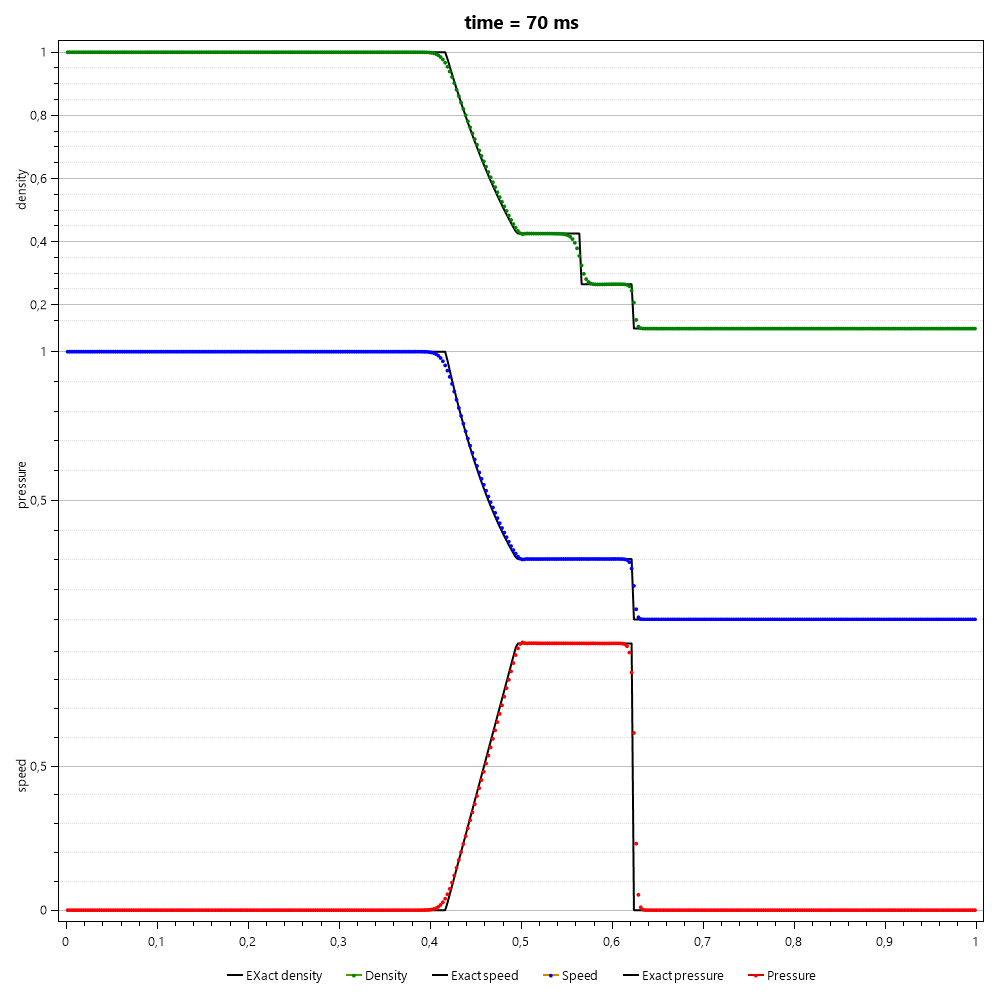 time = 70 ms
1
0,8
0,6
0,4
0,2
density
1
0,5
pressure
0,5
0
speed
0 0,1 0,2 0,3 0,4 0,5 0,6 0,7 0,8 0,9 1
EXact density Density Exact speed Speed Exact pressure Pressure